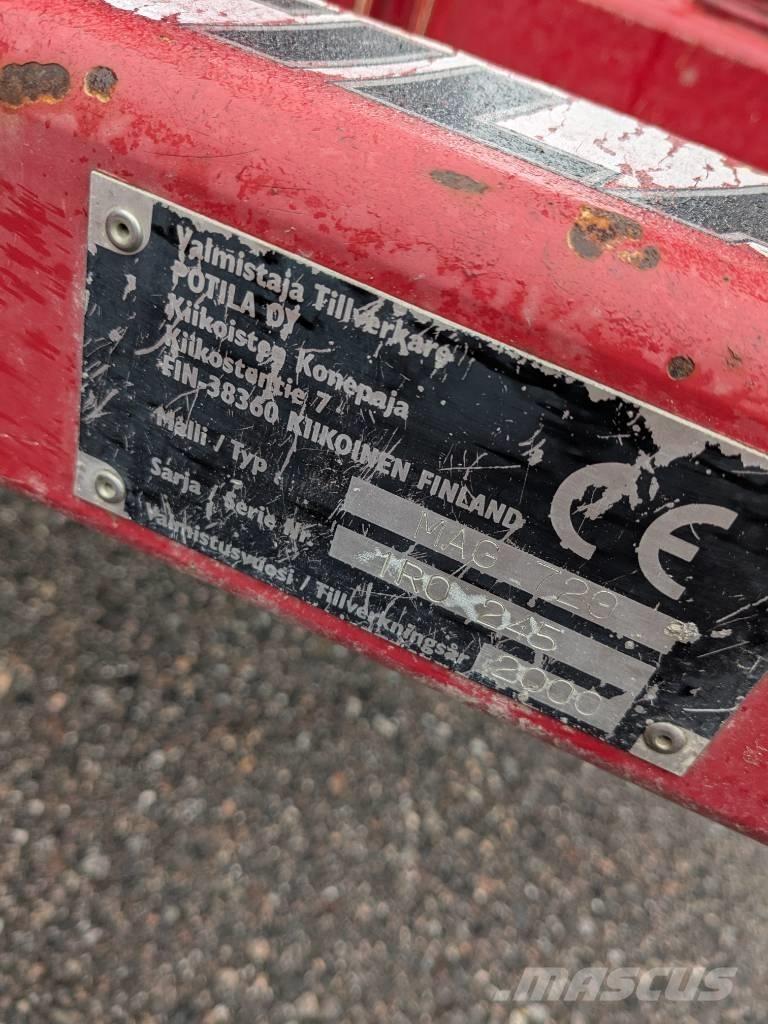 Valmistaja Tillverkare
POTILA OY
Kiikoisten Konepaja
Kiikostentie 7
FIN-38360 KIIKOINEN FINLAND
Malli / Typ MAG 729
Sarja / Serie Nr. 1RO 245
Valmistusvuosi / Tillverkningsår 2000
CE
MASCUS